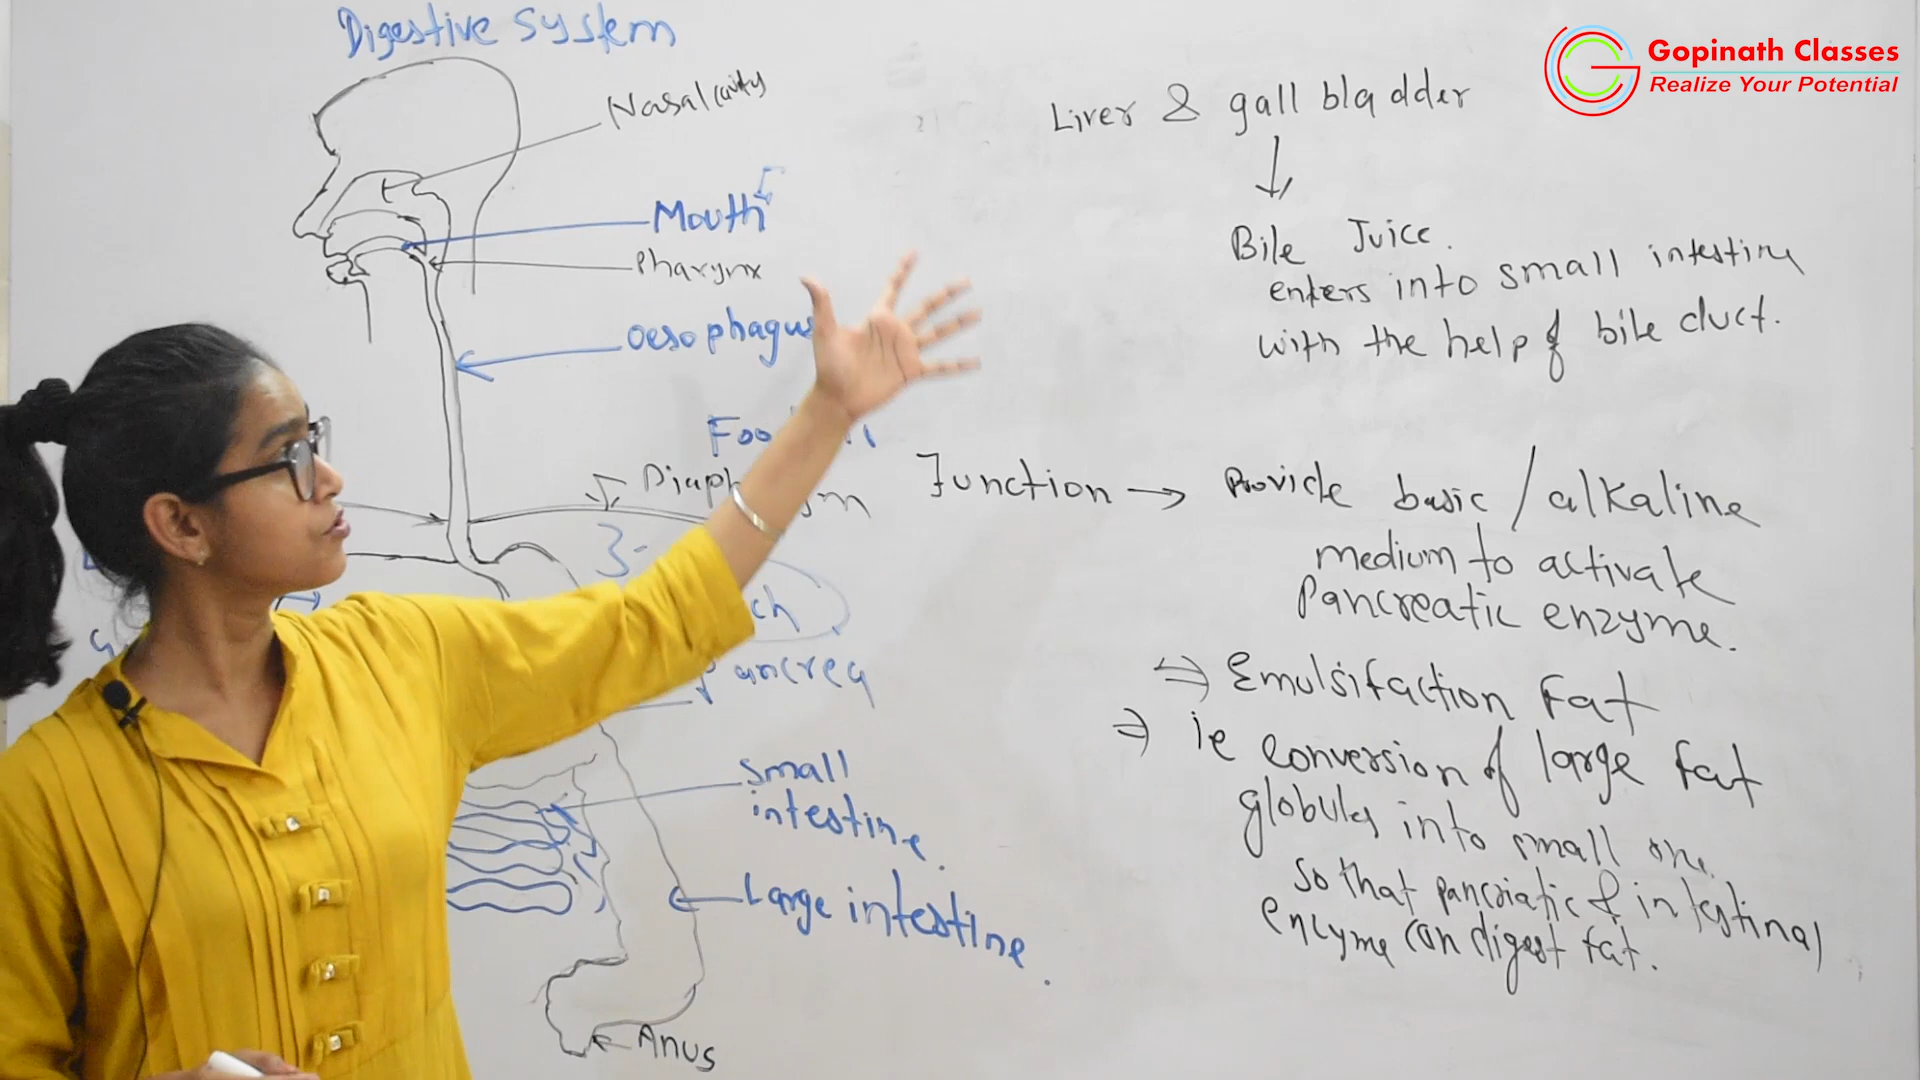 Digestive System
Nasal cavity
Mouth
Pharynx
Oesophagus
small
intestine.
Large intestine.
Anus
Liver & gall bladder
Bile Juice.
enters into small intestine
with the help of bile duct.
Function → Provide basic / alkaline
medium to activate
Pancreatic enzyme.
⇒ Emulsifaction Fat
⇒ ie conversion of large fat
globules into small one.
so that pancriatic & intestinal
enzyme can digest fat.
Gopinath Classes
Realize Your Potential